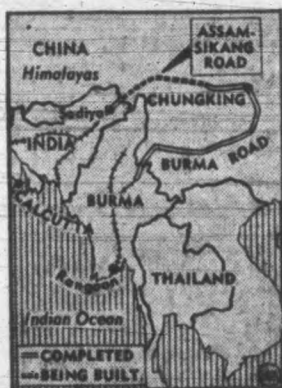 ASSAM-
SIKANG
ROAD
CHINA
Himalayas
CHUNGKING
Sadiya
INDIA
BURMA ROAD
BURMA
CALCUTTA
Rangoon
THAILAND
Indian Ocean
COMPLETED
BEING BUILT.